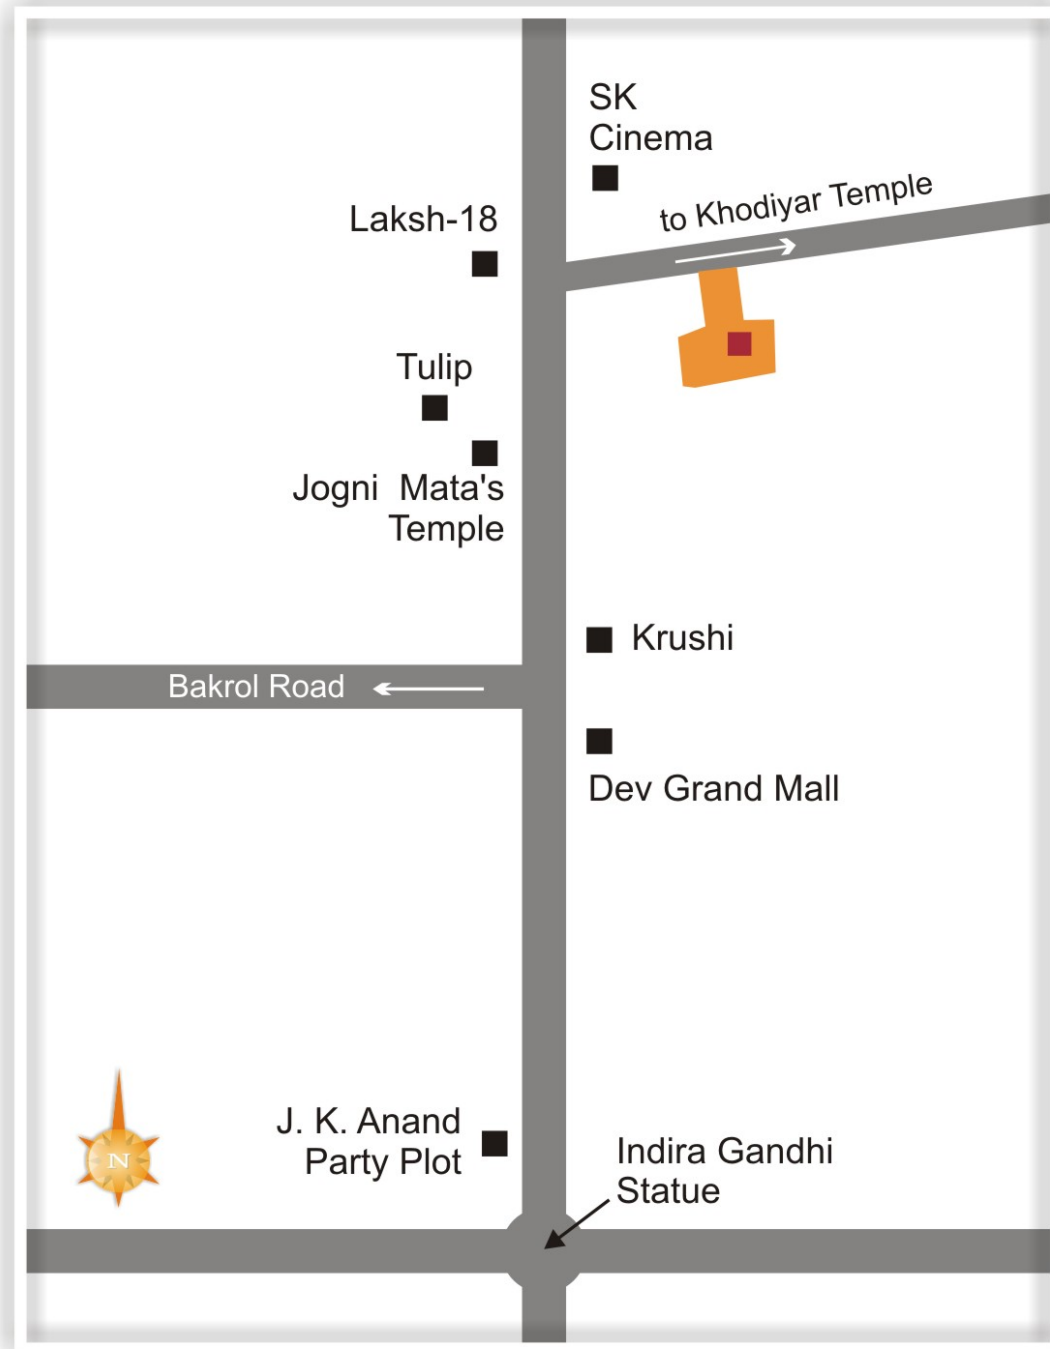 SK
Cinema
to Khodiyar Temple
Laksh-18
Tulip
Jogni Mata's
Temple
Krushi
Bakrol Road
Dev Grand Mall
J. K. Anand
Party Plot
N
Indira Gandhi
Statue